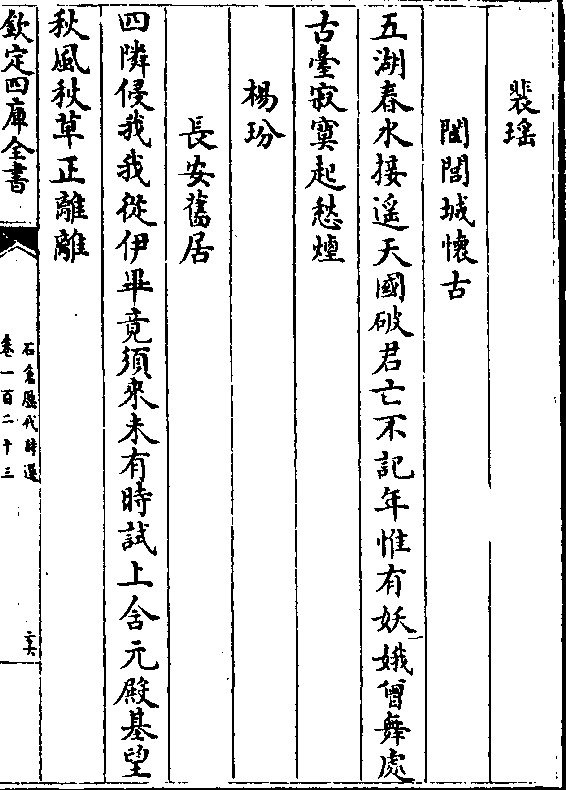 裴瑶
閶閭城懷古
五湖春水接遥天國破君亡不記年惟有妖娥曾舞處
古臺寂寞起愁煙
楊玢
長安舊居
四隣侵我我從伊畢竟須來未有時試上含元殿基望
秋風秋草正離離
欽定四庫全書
石倉歷代詩選
卷一百二十三